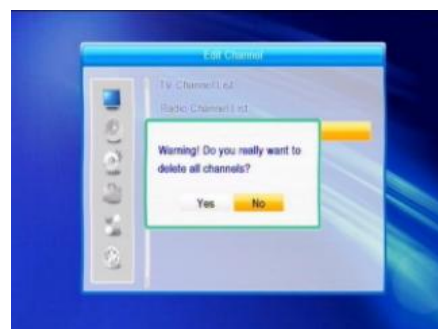 Edit Channel
TV Channel List
Radio Channel List
Warning! Do you really want to
delete all channels?
Yes No